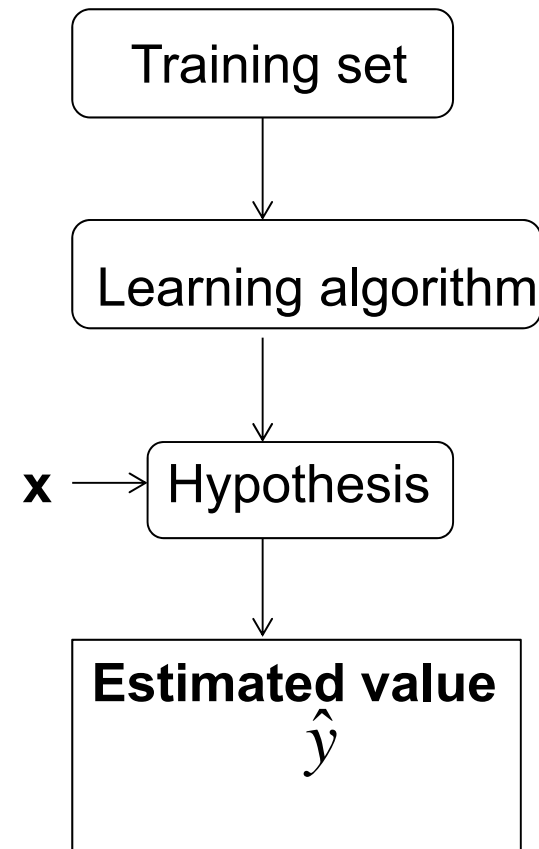 Training set
Learning algorithm
x
Hypothesis
Estimated value
ŷ